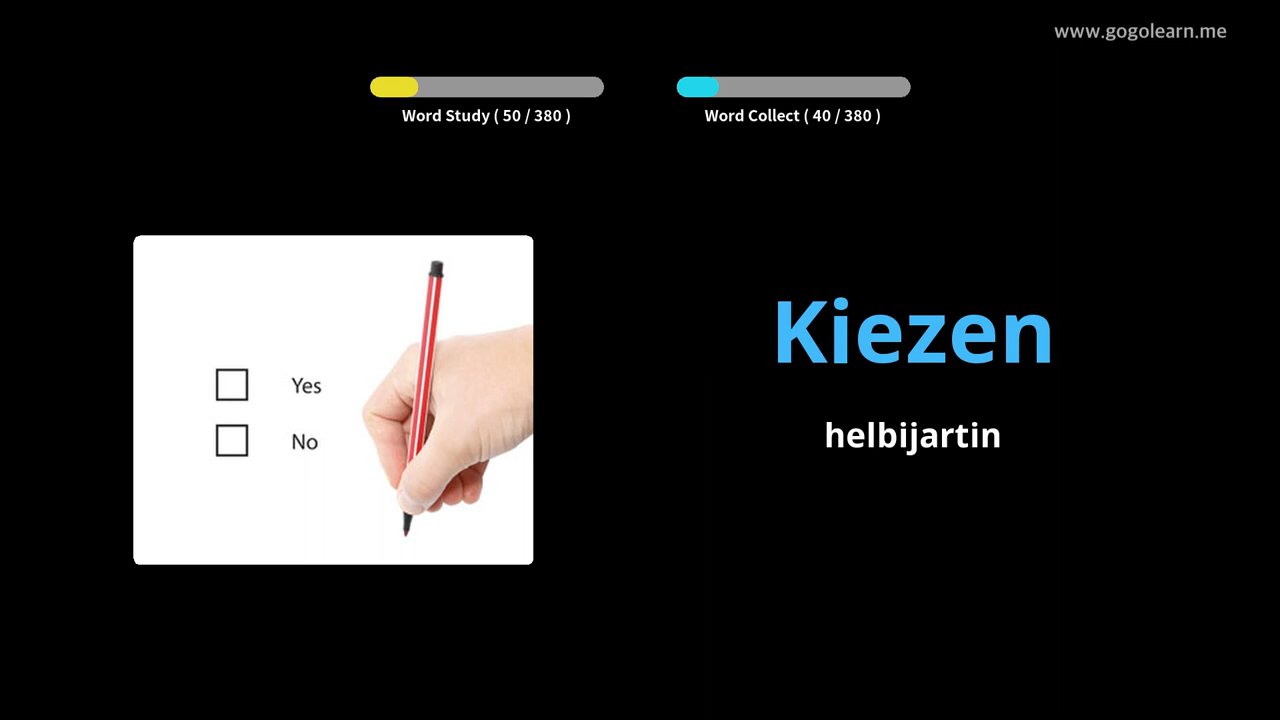 www.gogolearn.me
Word Study ( 50 / 380 )
Word Collect ( 40 / 380 )
Yes
No
Kiezen
helbijartin